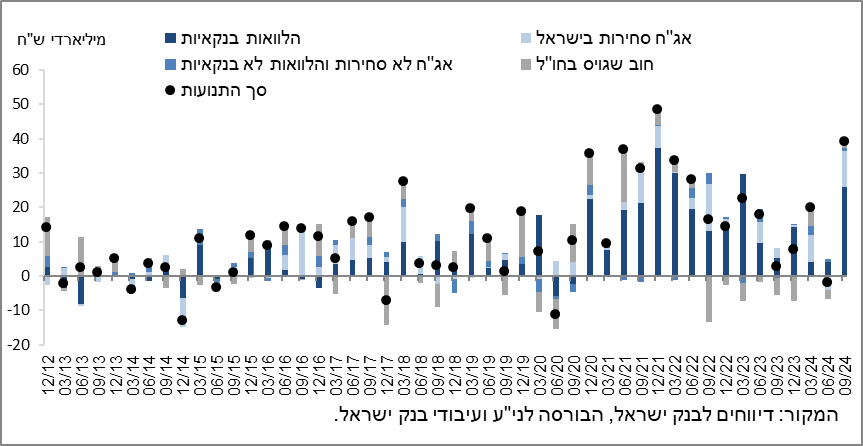 מיליארדי ש"ח
הלוואות בנקאיות
אג"ח סחירות בישראל
אג"ח לא סחירות והלוואות לא בנקאיות
חוב שגויס בחו"ל
סך התנועות
60
50
40
30
20
10
0
-10
-20
12/12 03/13 06/13 09/13 12/13 03/14 06/14 09/14 12/14 03/15 06/15 09/15 12/15 03/16 06/16 09/16 12/16 03/17 06/17 09/17 12/17 03/18 06/18 09/18 12/18 03/19 06/19 09/19 12/19 03/20 06/20 09/20 12/20 03/21 06/21 09/21 12/21 03/22 06/22 09/22 12/22 03/23 06/23 09/23 12/23 03/24 06/24 09/24
המקור: דיווחים לבנק ישראל, הבורסה לני"ע ועיבודי בנק ישראל.